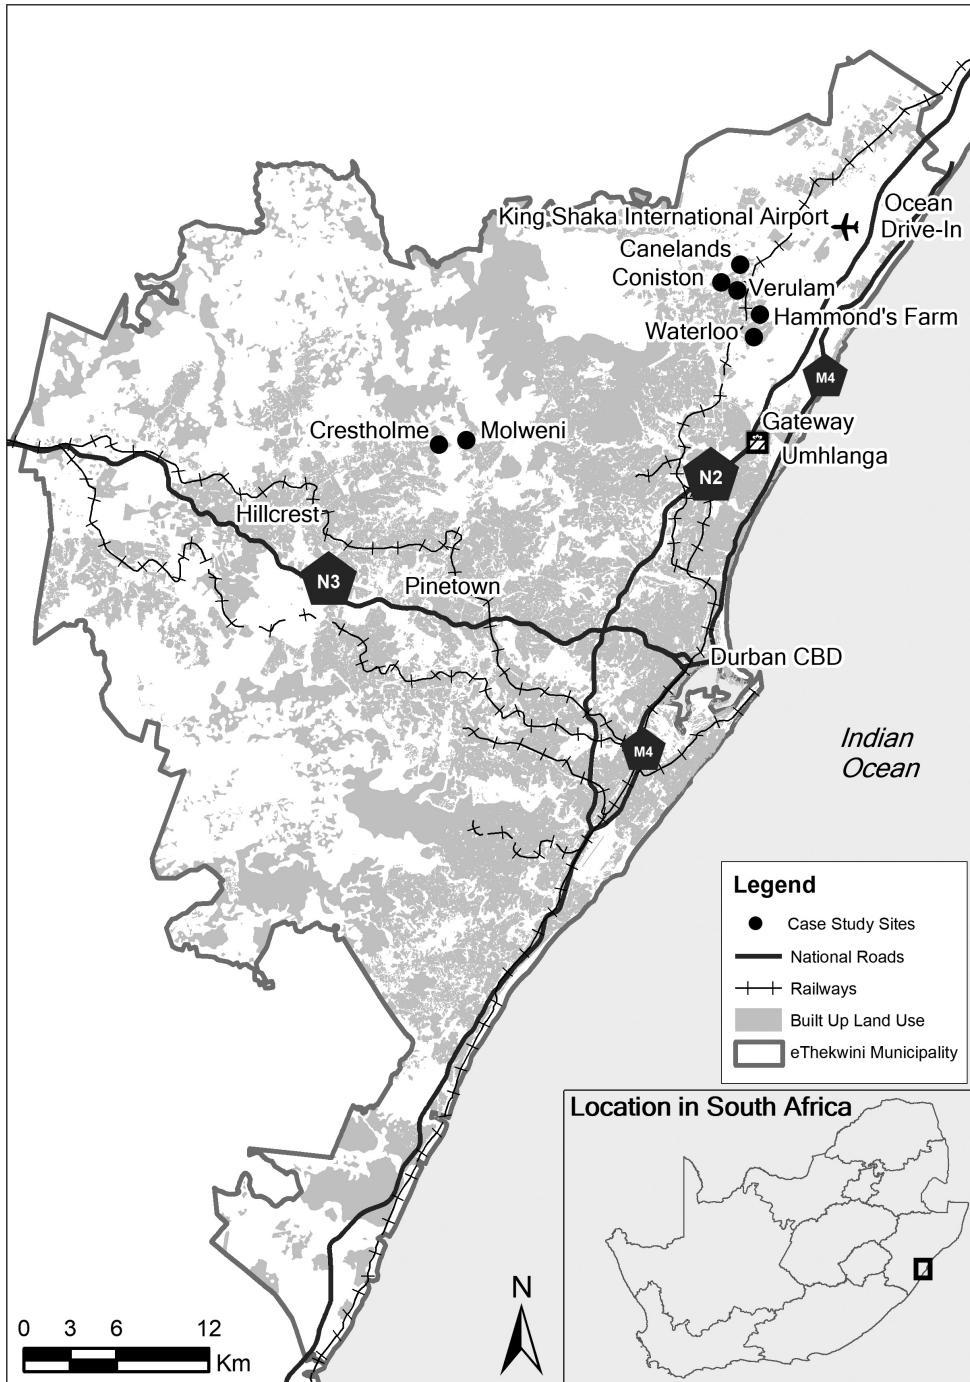 Ocean
Drive-In
King Shaka International Airport
Canelands
Coniston
Verulam
Hammond's Farm
Waterloo
M4
Gateway
Umhlanga
Crestholme
Molweni
N2
Hillcrest
N3
Pinetown
Durban CBD
M4
Indian
Ocean
Legend
Case Study Sites
National Roads
Railways
Built Up Land Use
eThekwini Municipality
Location in South Africa
N
0 3 6 12
Km